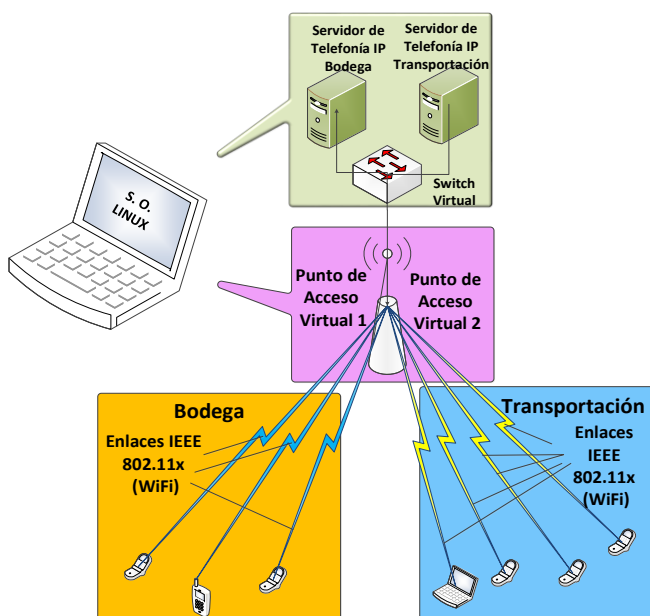 Servidor de
Telefonía IP
Bodega
Servidor de
Telefonía IP
Transportación
Switch
Virtual
S. O.
LINUX
Punto de
Acceso
Virtual 1
Punto de
Acceso
Virtual 2
Bodega
Enlaces IEEE
802.11x
(WiFi)
Transportación
Enlaces
IEEE
802.11x
(WiFi)